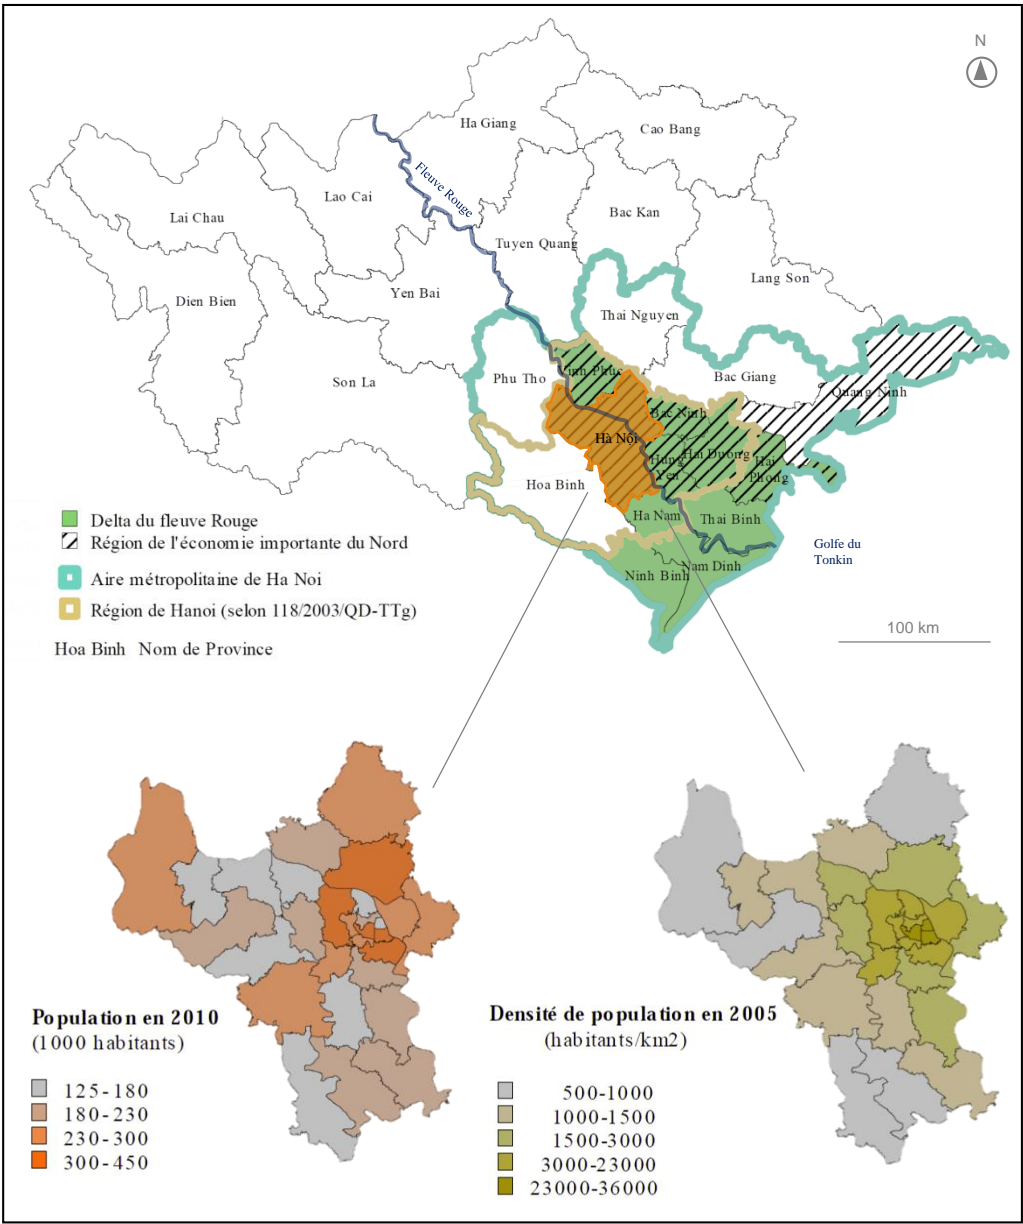 N
Ha Giang
Cao Bang
Fleuve Rouge
Lao Cai
Bac Kan
Lai Chau
Tuyen Quang
Lang Son
Yen Bai
Dien Bien
Thai Nguyen
Phu Tho
Vinh Phuc
Bac Giang
Son La
Quang Ninh
Bac Ninh
Hà Nội
Hai Duong
Hung
Yen
Hai
Phong
Hoa Binh
Ha Nam
Thai Binh
Nam Dinh
Ninh Binh
Golfe du
Tonkin
100 km
Delta du fleuve Rouge
Région de l'économie importante du Nord
Aire métropolitaine de Ha Noi
Région de Hanoi (selon 118/2003/QD-TTg)
Hoa Binh Nom de Province
Population en 2010
(1000 habitants)
125-180
180-230
230-300
300-450
Densité de population en 2005
(habitants/km2)
500-1000
1000-1500
1500-3000
3000-23000
23000-36000